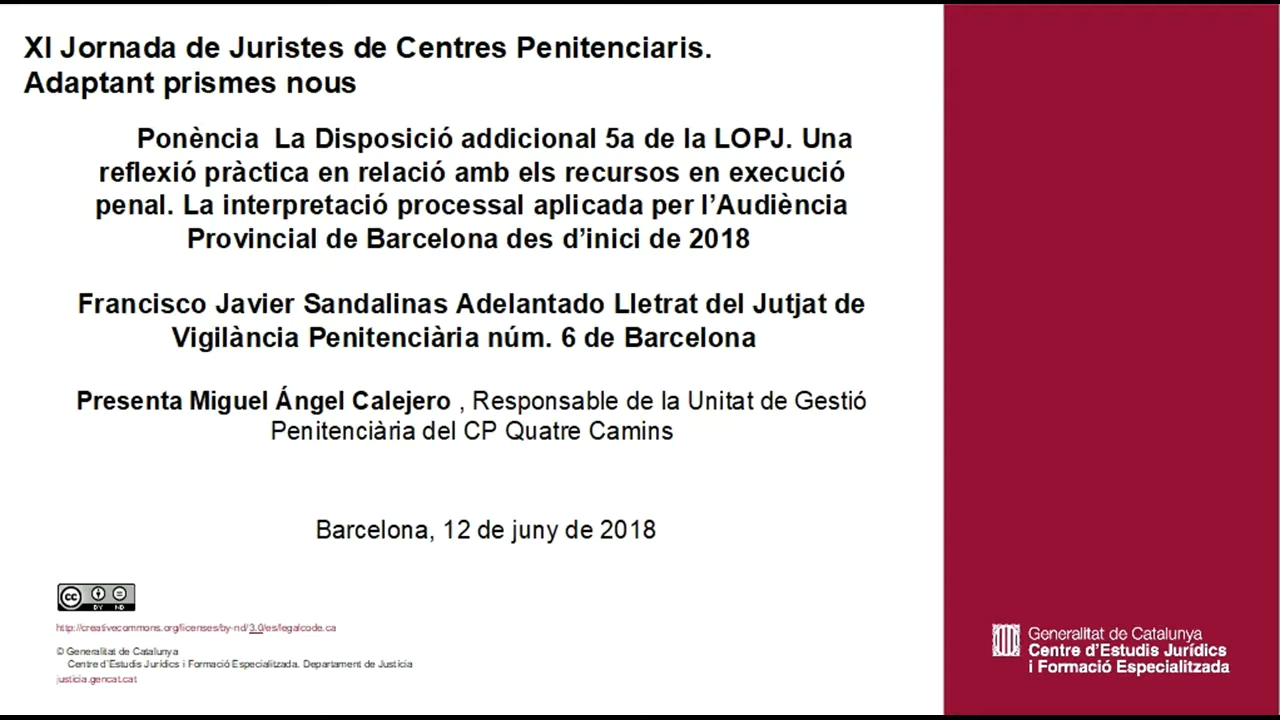 XI Jornada de Juristes de Centres Penitenciaris.
Adaptant prismes nous
Ponència La Disposició addicional 5a de la LOPJ. Una
reflexió pràctica en relació amb els recursos en execució
penal. La interpretació processal aplicada per l’Audiència
Provincial de Barcelona des d’inici de 2018
Francisco Javier Sandalinas Adelantado Lletrat del Jutjat de
Vigilància Penitenciària núm. 6 de Barcelona
Presenta Miguel Ángel Calejero , Responsable de la Unitat de Gestió
Penitenciària del CP Quatre Camins
Barcelona, 12 de juny de 2018
cc
BY ND
http://creativecommons.org/licenses/by-nd/3.0/es/legalcode.ca
© Generalitat de Catalunya
Centre d’Estudis Jurídics i Formació Especialitzada. Departament de Justícia
justicia.gencat.cat
Generalitat de Catalunya
Centre d’Estudis Jurídics
i Formació Especialitzada